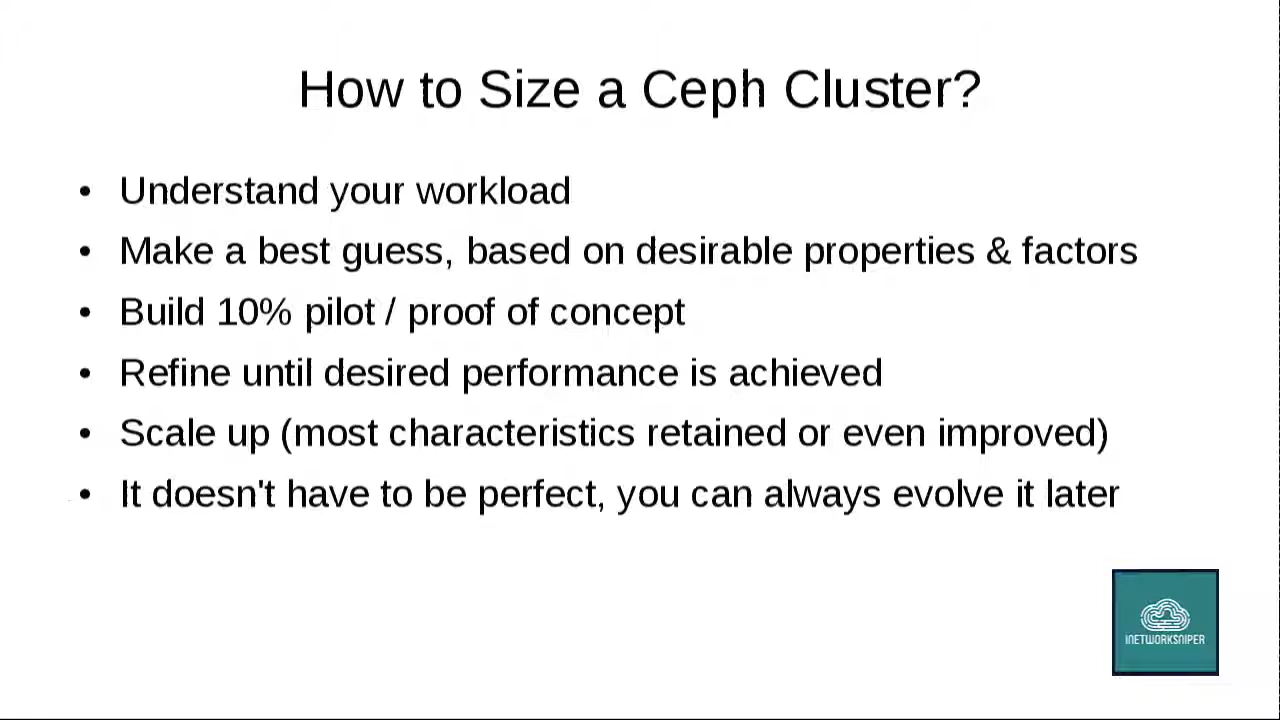 How to Size a Ceph Cluster?
• Understand your workload
• Make a best guess, based on desirable properties & factors
• Build 10% pilot / proof of concept
• Refine until desired performance is achieved
• Scale up (most characteristics retained or even improved)
• It doesn't have to be perfect, you can always evolve it later
INETWORKSNIPER